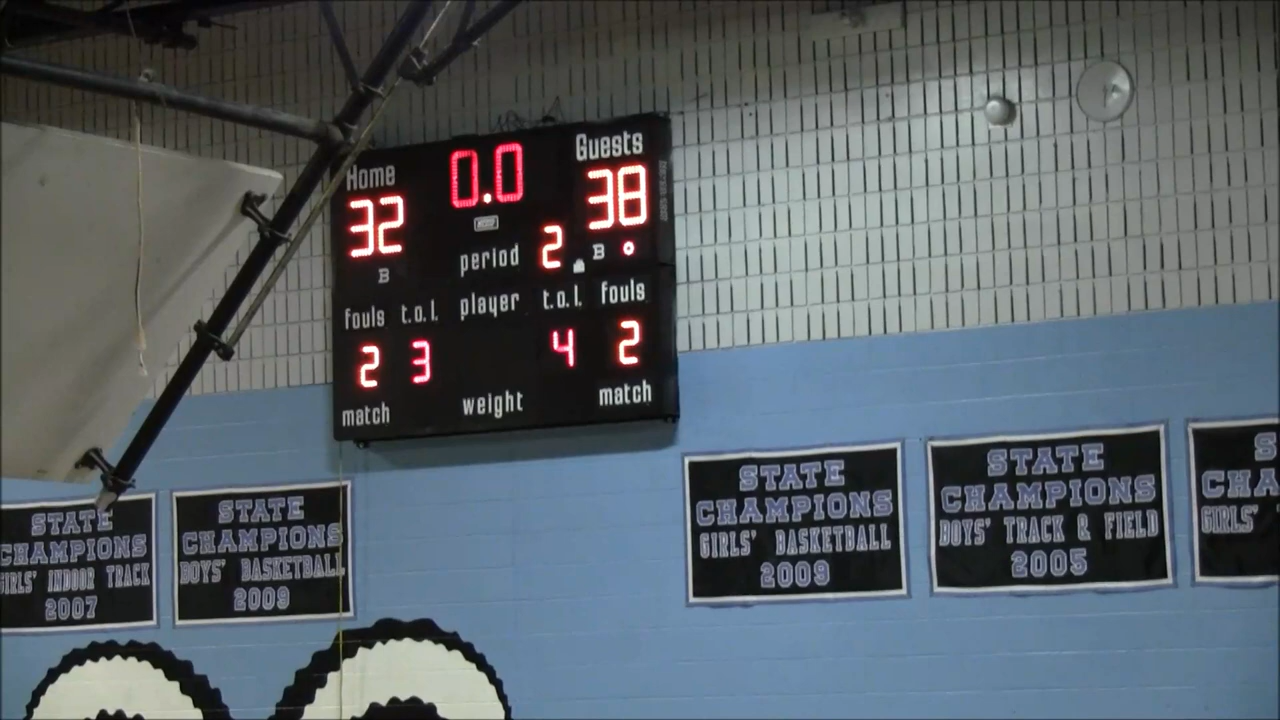 Home
0.0
Guests
32
38
period 2 B
B
fouls t.o.l. player t.o.l. fouls
2 3 4 2
match weight match
STATE
CHAMPIONS
GIRLS' INDOOR TRACK
2007
STATE
CHAMPIONS
BOYS' BASKETBALL
2009
STATE
CHAMPIONS
GIRLS' BASKETBALL
2009
STATE
CHAMPIONS
BOYS' TRACK & FIELD
2005
S
CHA
GIRLS'